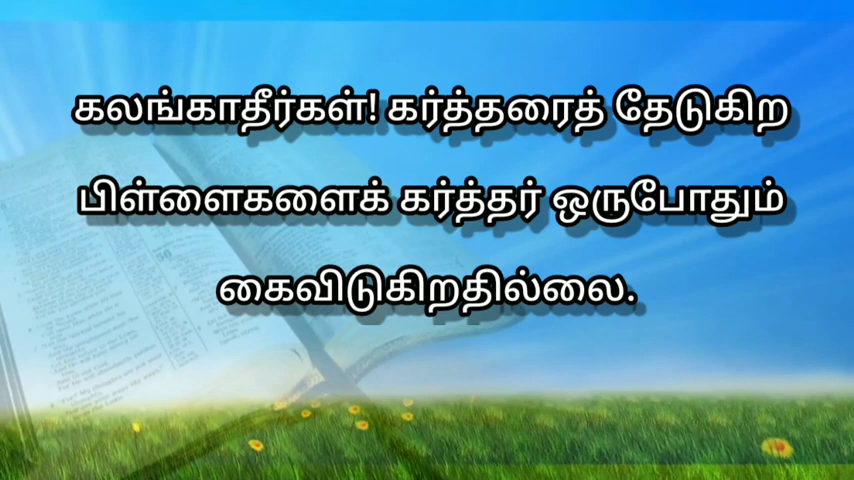 கலங்காதீர்கள்! கர்த்தரைத் தேடுகிற
பிள்ளைகளைக் கர்த்தர் ஒருபோதும்
கைவிடுகிறதில்லை.